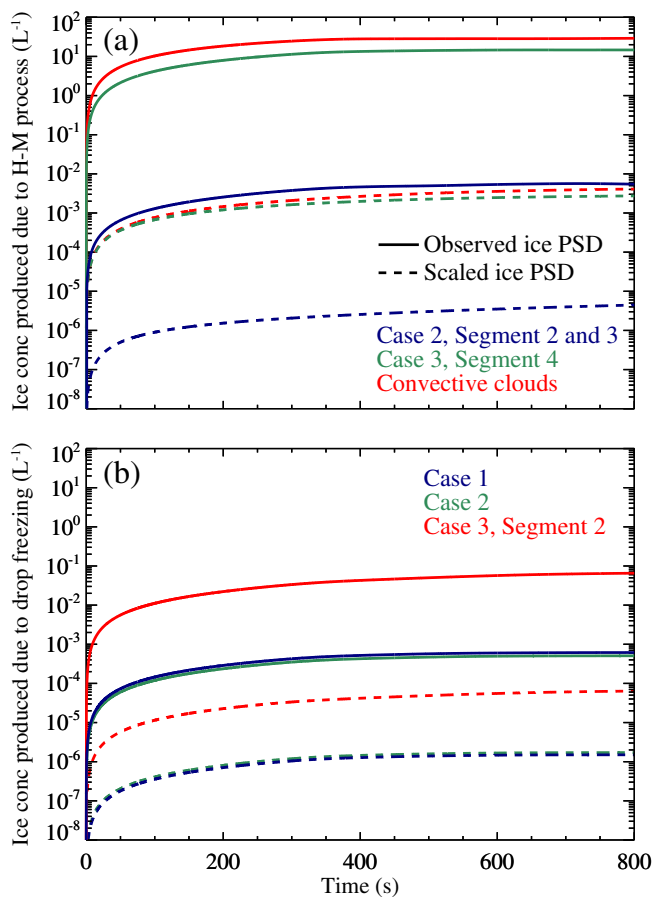 (a)
Ice conc produced due to H-M process (L⁻¹)
10²
10¹
10⁰
10⁻¹
10⁻²
10⁻³
10⁻⁴
10⁻⁵
10⁻⁶
10⁻⁷
10⁻⁸
Observed ice PSD
Scaled ice PSD
Case 2, Segment 2 and 3
Case 3, Segment 4
Convective clouds
(b)
Ice conc produced due to drop freezing (L⁻¹)
10²
10¹
10⁰
10⁻¹
10⁻²
10⁻³
10⁻⁴
10⁻⁵
10⁻⁶
10⁻⁷
10⁻⁸
Case 1
Case 2
Case 3, Segment 2
0 200 400 600 800
Time (s)